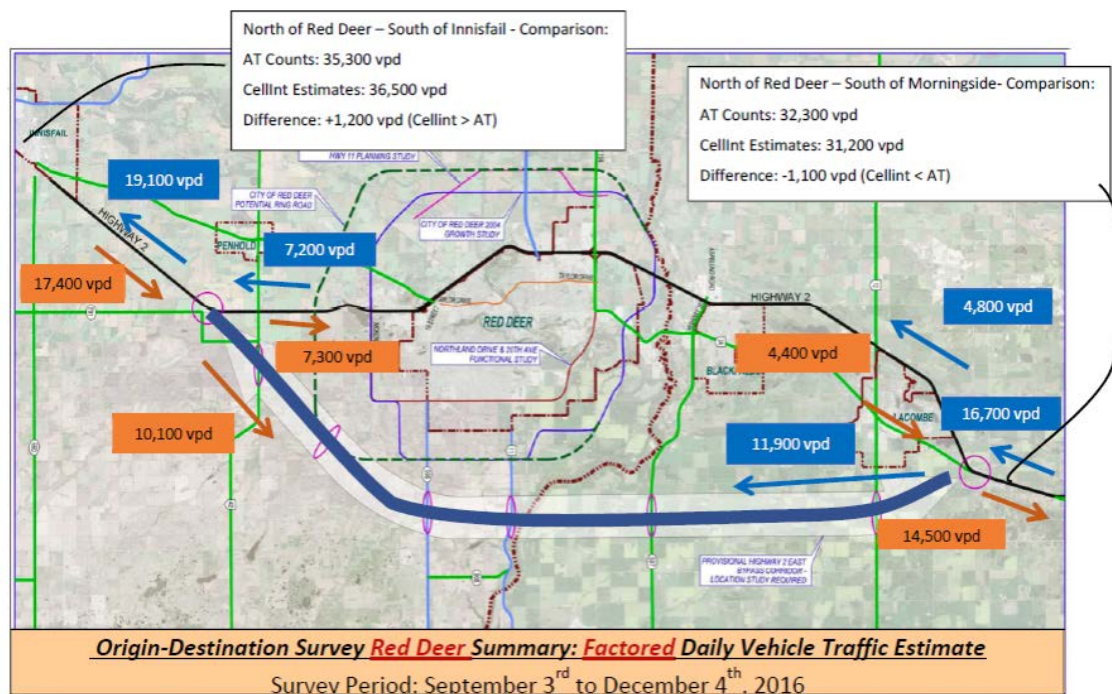 North of Red Deer – South of Innisfail - Comparison:
AT Counts: 35,300 vpd
CellInt Estimates: 36,500 vpd
Difference: +1,200 vpd (Cellint > AT)
North of Red Deer – South of Morningside- Comparison:
AT Counts: 32,300 vpd
CellInt Estimates: 31,200 vpd
Difference: -1,100 vpd (Cellint < AT)
INNISFAIL
HWY 11 PLANNING STUDY
19,100 vpd
CITY OF RED DEER
POTENTIAL RING ROAD
CITY OF RED DEER 2004
GROWTH STUDY
HIGHWAY 2
PENHOLD
7,200 vpd
17,400 vpd
HIGHWAY 2
4,800 vpd
RED DEER
7,300 vpd
NORTHLAND DRIVE & 20TH AVE
FUNCTIONAL STUDY
4,400 vpd
LACOMBE
16,700 vpd
10,100 vpd
11,900 vpd
14,500 vpd
PROVISIONAL HIGHWAY 2 EAST
BYPASS CORRIDOR -
LOCATION STUDY REQUIRED
Origin-Destination Survey Red Deer Summary: Factored Daily Vehicle Traffic Estimate
Survey Period: September 3rd to December 4th, 2016